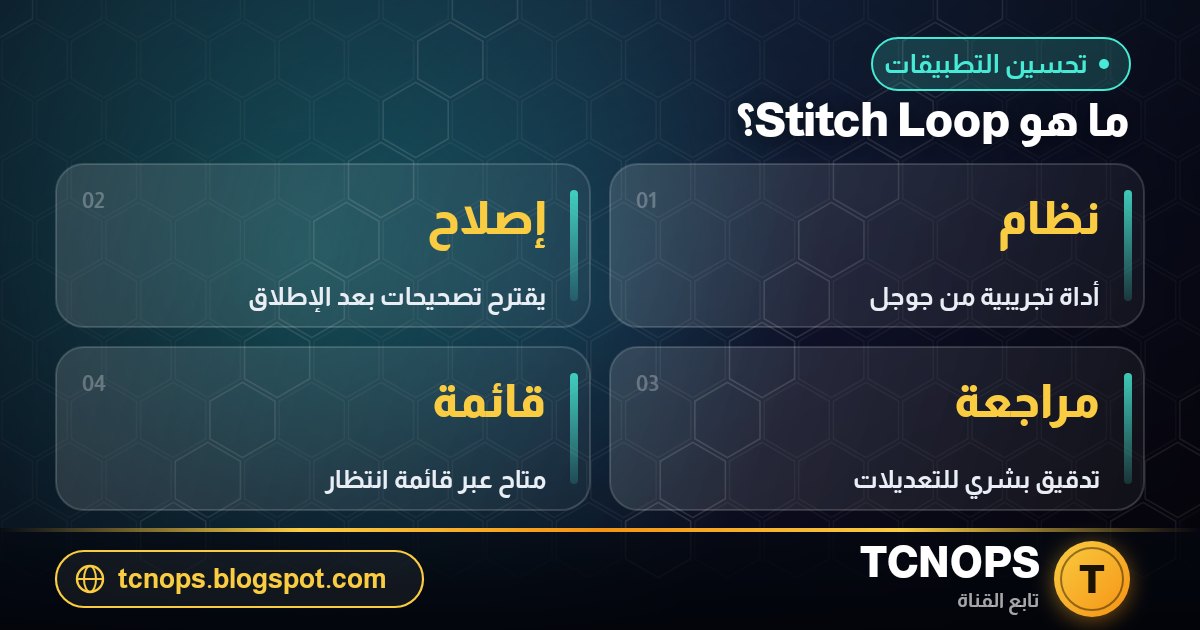 تحسين التطبيقات
ما هو Stitch Loop؟
01
نظام
أداة تجريبية من جوجل
02
إصلاح
يقترح تصحيحات بعد الإطلاق
03
مراجعة
تدقيق بشري للتعديلات
04
قائمة
متاح عبر قائمة انتظار
T
TCNOPS
تابع القناة
tcnops.blogspot.com